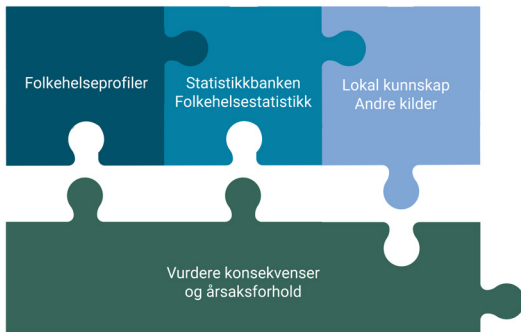 Folkehelseprofiler
Statistikkbanken
Folkehelsestatistikk
Lokal kunnskap
Andre kilder
Vurdere konsekvenser
og årsaksforhold